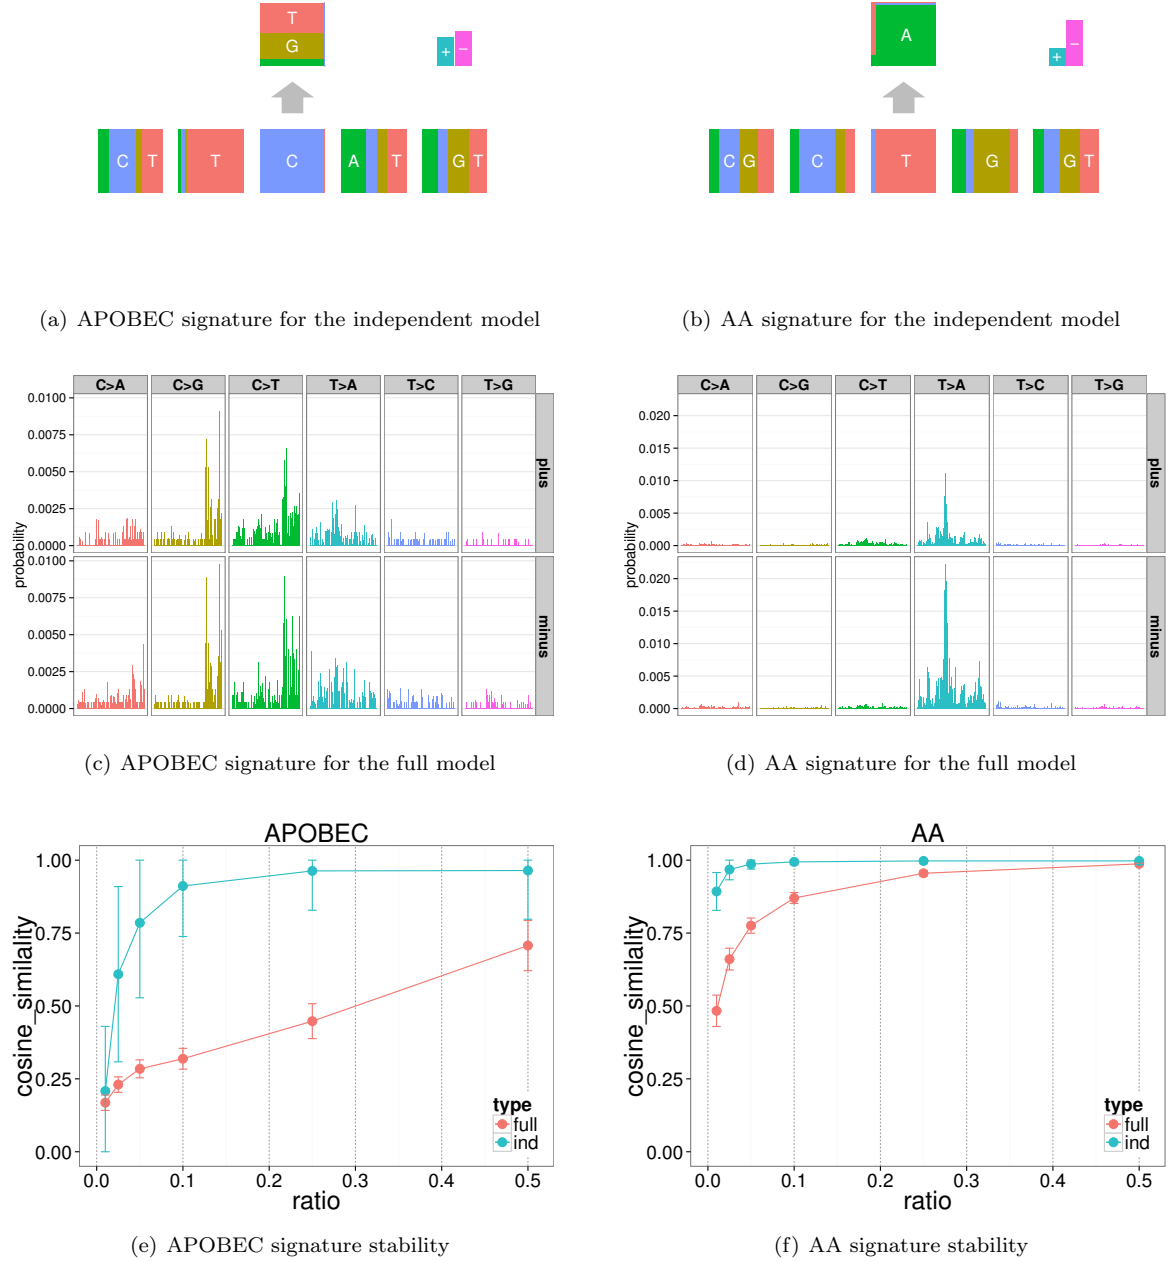 T
G
+ −
C T T C A T G T
A
+ −
C G C T G G T
(a) APOBEC signature for the independent model
(b) AA signature for the independent model
C>A C>G C>T T>A T>C T>G
0.0100
0.0075
0.0050
0.0025
0.0000
plus
probability
0.0100
0.0075
0.0050
0.0025
0.0000
minus
C>A C>G C>T T>A T>C T>G
0.020
0.015
0.010
0.005
0.000
plus
probability
0.020
0.015
0.010
0.005
0.000
minus
(c) APOBEC signature for the full model
(d) AA signature for the full model
APOBEC
1.00
0.75
0.50
0.25
0.00
cosine_similality
type
full
ind
0.0 0.1 0.2 0.3 0.4 0.5
ratio
AA
1.00
0.75
0.50
0.25
0.00
cosine_similality
type
full
ind
0.0 0.1 0.2 0.3 0.4 0.5
ratio
(e) APOBEC signature stability
(f) AA signature stability